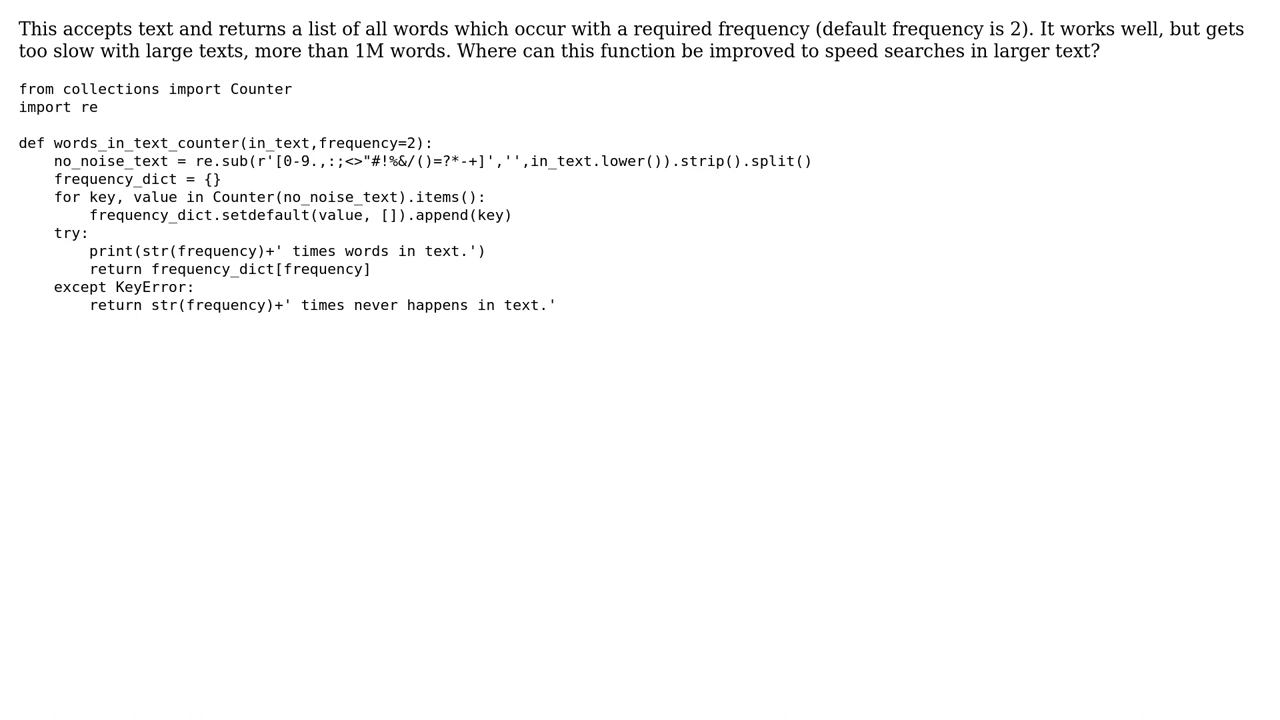 This accepts text and returns a list of all words which occur with a required frequency (default frequency is 2). It works well, but gets
too slow with large texts, more than 1M words. Where can this function be improved to speed searches in larger text?
from collections import Counter
import re
def words_in_text_counter(in_text,frequency=2):
    no_noise_text = re.sub(r'[0-9.,:;<>"#!%&/()=?*-+]','',in_text.lower()).strip().split()
    frequency_dict = {}
    for key, value in Counter(no_noise_text).items():
        frequency_dict.setdefault(value, []).append(key)
    try:
        print(str(frequency)+' times words in text.')
        return frequency_dict[frequency]
    except KeyError:
        return str(frequency)+' times never happens in text.'